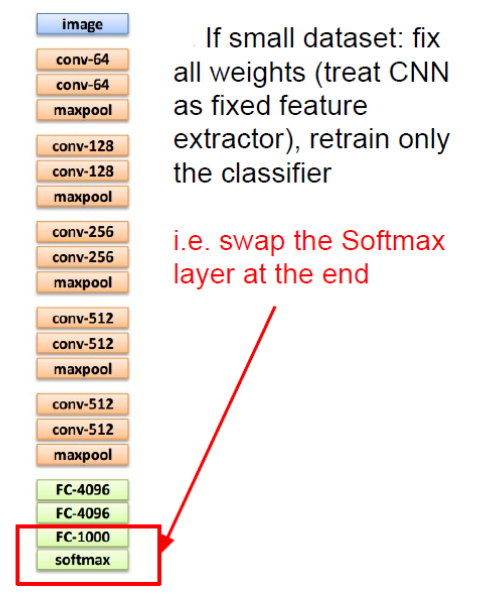 image
conv-64
conv-64
maxpool
conv-128
conv-128
maxpool
conv-256
conv-256
maxpool
conv-512
conv-512
maxpool
conv-512
conv-512
maxpool
FC-4096
FC-4096
FC-1000
softmax
If small dataset: fix
all weights (treat CNN
as fixed feature
extractor), retrain only
the classifier
i.e. swap the Softmax
layer at the end